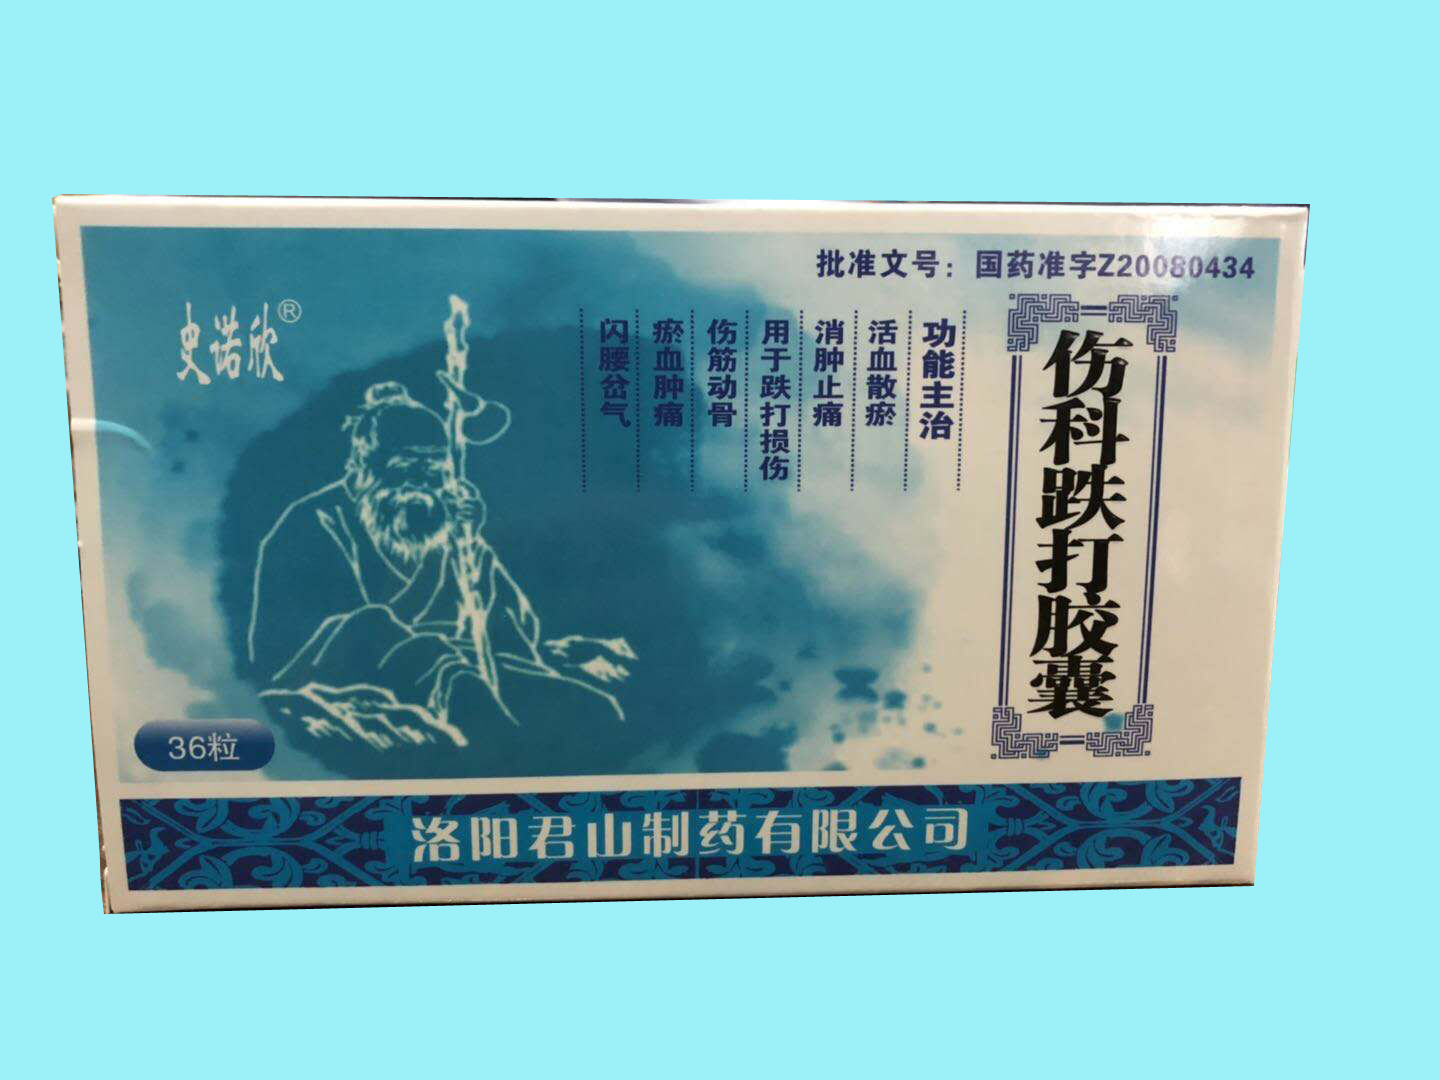 批准文号：国药准字Z20080434
史诺欣®
伤科跌打胶囊
功能主治
活血散瘀
消肿止痛
用于跌打损伤
伤筋动骨
瘀血肿痛
闪腰岔气
36粒
洛阳君山制药有限公司